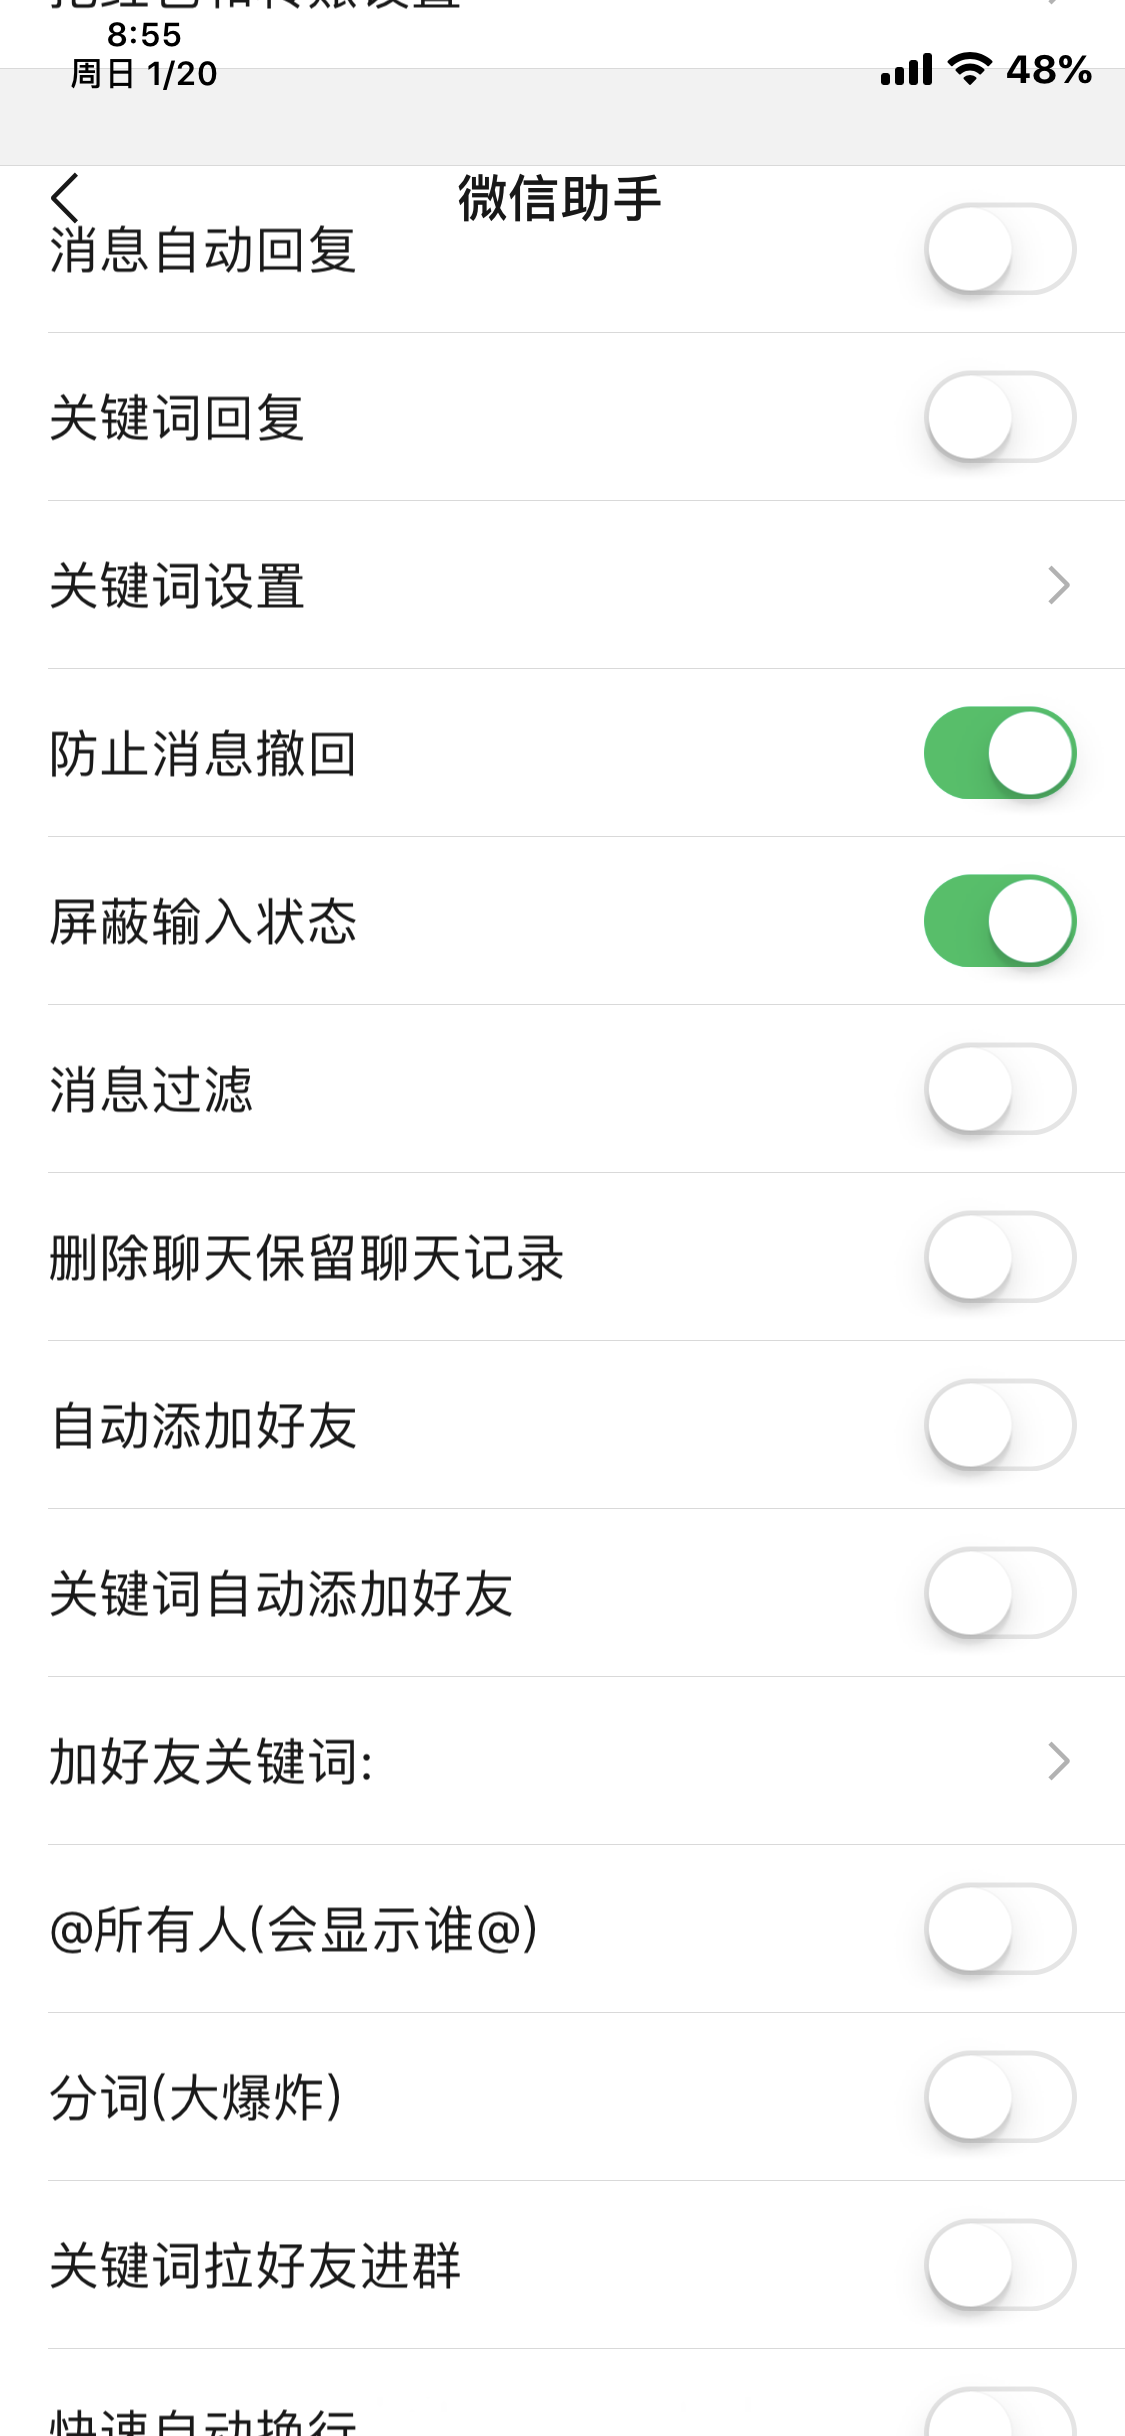 8:55
周日 1/20
48%
微信助手
消息自动回复
关键词回复
关键词设置
防止消息撤回
屏蔽输入状态
消息过滤
删除聊天保留聊天记录
自动添加好友
关键词自动添加好友
加好友关键词:
@所有人(会显示谁@)
分词(大爆炸)
关键词拉好友进群
快速自动换行